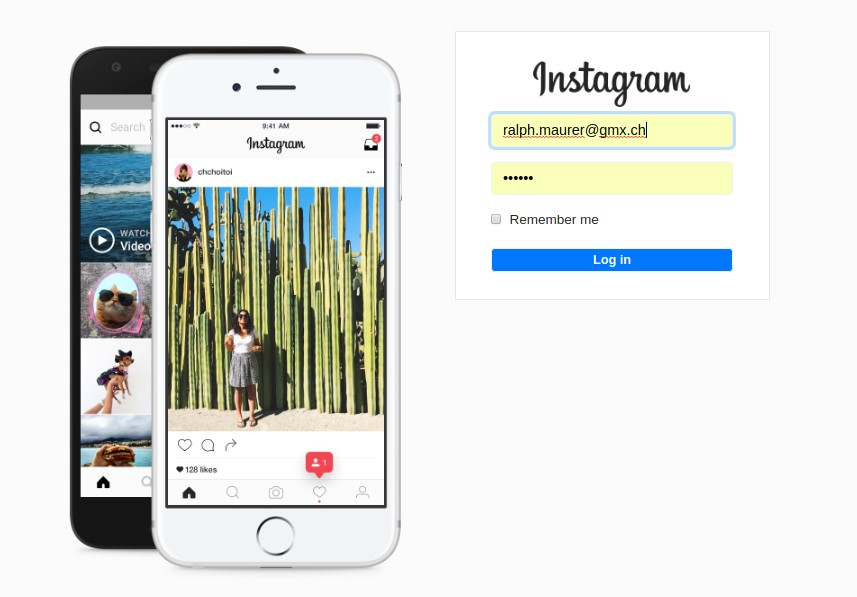 Search
WATCH
Video
9:41 AM
Instagram
2
chchoitoi
1
128 likes
Instagram
ralph.maurer@gmx.ch
••••••
Remember me
Log in